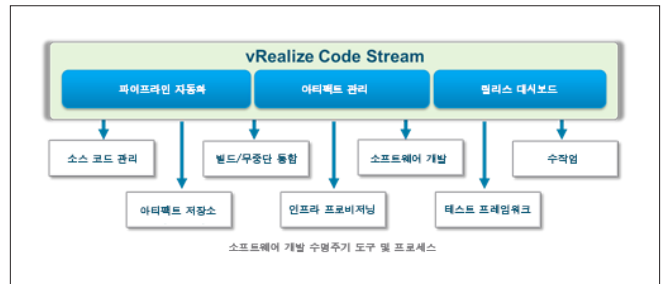 vRealize Code Stream
파이프라인 자동화
아티팩트 관리
릴리스 대시보드
소스 코드 관리
빌드/무중단 통합
소프트웨어 개발
수작업
아티팩트 저장소
인프라 프로비저닝
테스트 프레임워크
소프트웨어 개발 수명주기 도구 및 프로세스